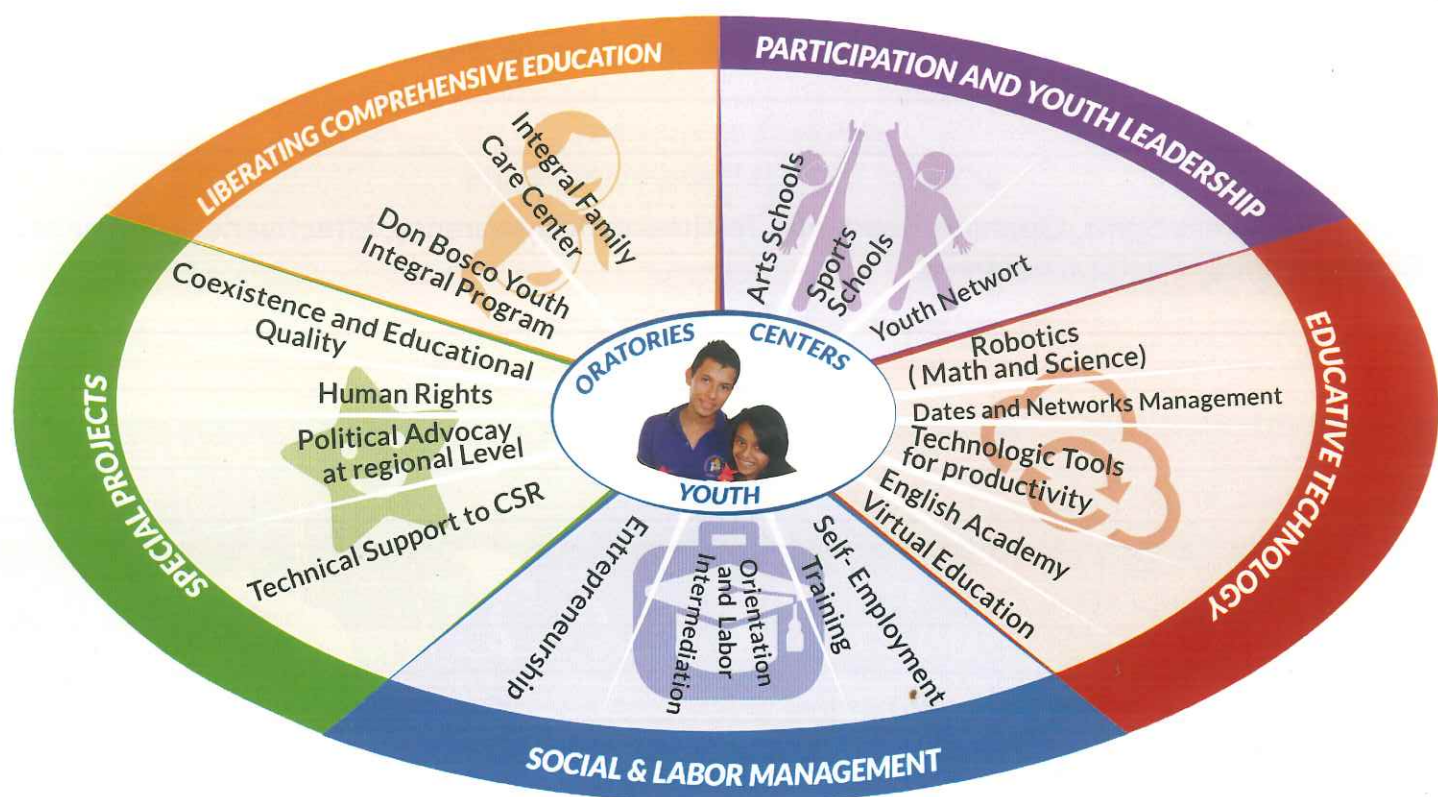 LIBERATING COMPREHENSIVE EDUCATION
Integral Family
Care Center
Don Bosco Youth
Integral Program
PARTICIPATION AND YOUTH LEADERSHIP
Arts Schools
Sports
Schools
Youth Networt
EDUCATIVE TECHNOLOGY
Robotics
( Math and Science)
Dates and Networks Management
Technologic Tools
for productivity
English Academy
Virtual Education
SOCIAL & LABOR MANAGEMENT
Self- Employment
Training
Orientation
and Labor
Intermediation
Entrepreneurship
SPECIAL PROJECTS
Coexistence and Educational
Quality
Human Rights
Political Advocay
at regional Level
Technical Support to CSR
ORATORIES CENTERS
YOUTH